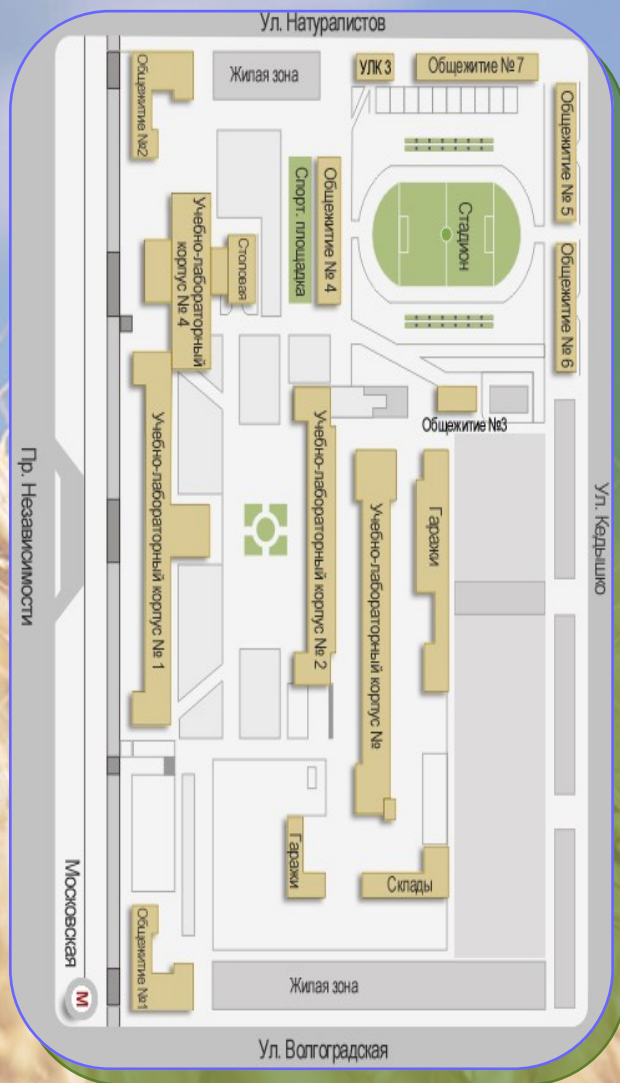 Ул. Натуралистов
Общежитие №2
Жилая зона
УЛК 3
Общежитие № 7
Общежитие № 5
Общежитие № 4
Спорт. площадка
Стадион
Учебно-лабораторный
корпус № 4
Столовая
Общежитие № 6
Общежитие №3
Учебно-лабораторный корпус № 1
Учебно-лабораторный корпус № 2
Учебно-лабораторный корпус №
Гаражи
Ул. Кедышко
Пр. Независимости
Гаражи
Склады
Московская
М
Общежитие №1
Жилая зона
Ул. Волгоградская